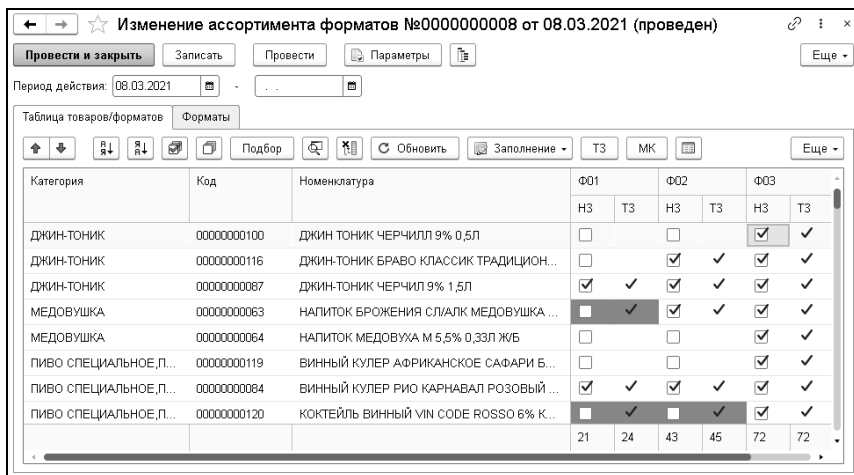 Изменение ассортимента форматов №0000000008 от 08.03.2021 (проведен)
Провести и закрыть Записать Провести Параметры Еще
Период действия: 08.03.2021 - . .
Таблица товаров/форматов Форматы
Подбор Обновить Заполнение ТЗ МК Еще
Категория Код Номенклатура Ф01 Ф02 Ф03
НЗ ТЗ НЗ ТЗ НЗ ТЗ
ДЖИН-ТОНИК 00000000100 ДЖИН ТОНИК ЧЕРЧИЛЛ 9% 0,5Л
ДЖИН-ТОНИК 00000000116 ДЖИН-ТОНИК БРАВО КЛАССИК ТРАДИЦИОН...
ДЖИН-ТОНИК 00000000087 ДЖИН-ТОНИК ЧЕРЧИЛ 9% 1,5Л
МЕДОВУШКА 00000000063 НАПИТОК БРОЖЕНИЯ СЛ/АЛК МЕДОВУШКА ...
МЕДОВУШКА 00000000064 НАПИТОК МЕДОВУХА М 5,5% 0,33Л Ж/Б
ПИВО СПЕЦИАЛЬНОЕ,П... 00000000119 ВИННЫЙ КУЛЕР АФРИКАНСКОЕ САФАРИ Б...
ПИВО СПЕЦИАЛЬНОЕ,П... 00000000084 ВИННЫЙ КУЛЕР РИО КАРНАВАЛ РОЗОВЫЙ ...
ПИВО СПЕЦИАЛЬНОЕ,П... 00000000120 КОКТЕЙЛЬ ВИННЫЙ VIN CODE ROSSO 6% К...
21 24 43 45 72 72